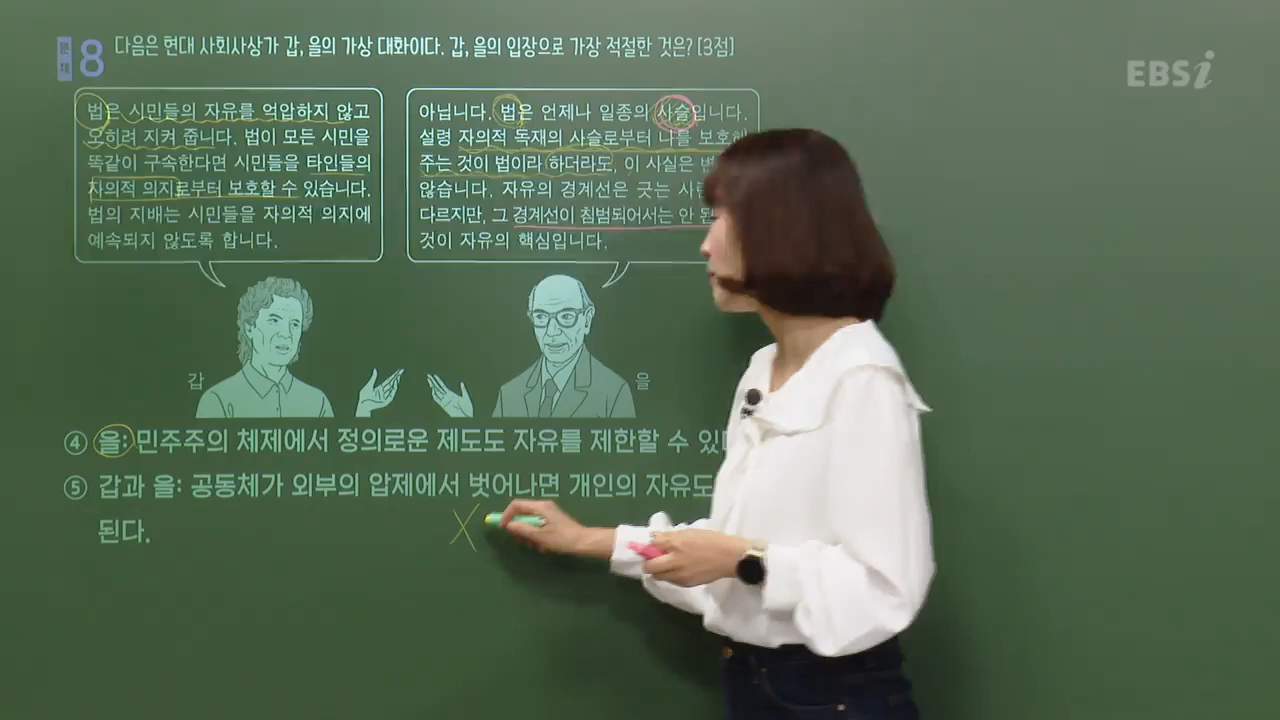 문제 8 다음은 현대 사회사상가 갑, 을의 가상 대화이다. 갑, 을의 입장으로 가장 적절한 것은? [3점]
EBSi
법은 시민들의 자유를 억압하지 않고
오히려 지켜 줍니다. 법이 모든 시민을
똑같이 구속한다면 시민들을 타인들의
자의적 의지로부터 보호할 수 있습니다.
법의 지배는 시민들을 자의적 의지에
예속되지 않도록 합니다.
아닙니다. 법은 언제나 일종의 사슬입니다.
설령 자의적 독재의 사슬로부터 나를 보호해
주는 것이 법이라 하더라도, 이 사실은
않습니다. 자유의 경계선은 긋는
다르지만, 그 경계선이 침범되어서는 안
것이 자유의 핵심입니다.
갑
을
④ 을: 민주주의 체제에서 정의로운 제도도 자유를 제한할 수
⑤ 갑과 을: 공동체가 외부의 압제에서 벗어나면 개인의 자유도
된다.
X